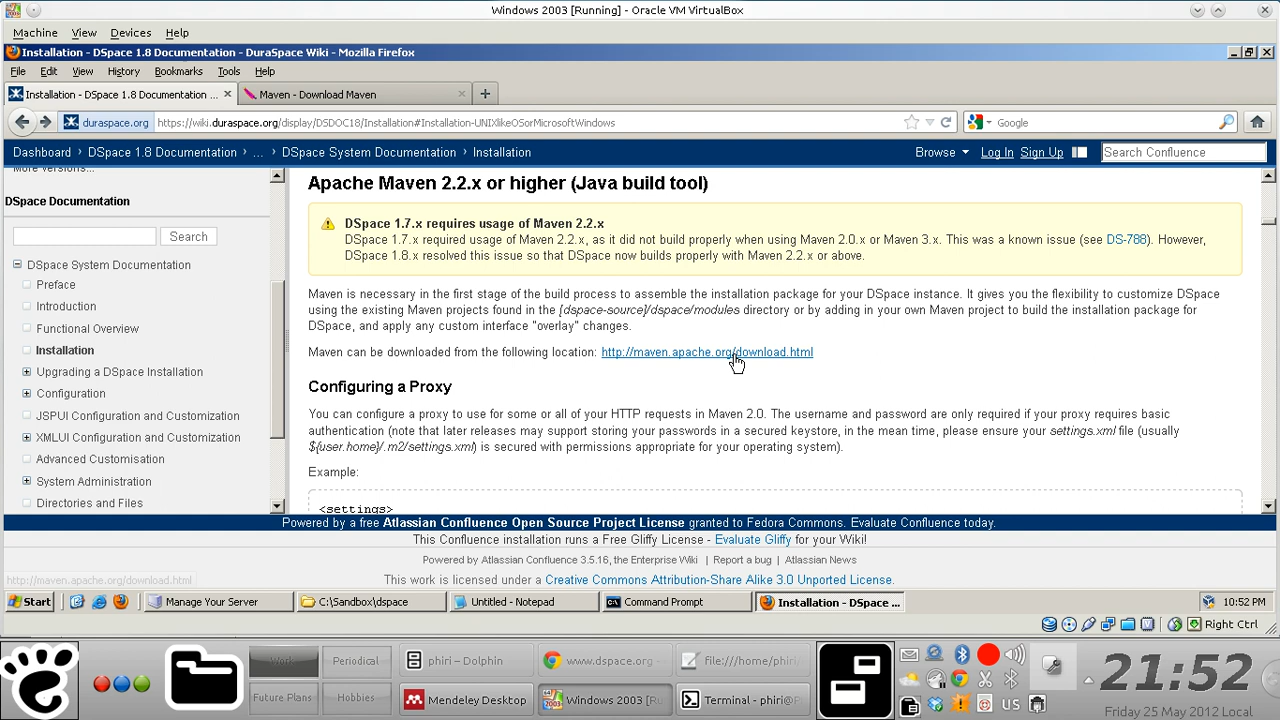 Windows 2003 [Running] - Oracle VM VirtualBox
Machine View Devices Help
Installation - DSpace 1.8 Documentation - DuraSpace Wiki - Mozilla Firefox
File Edit View History Bookmarks Tools Help
Installation - DSpace 1.8 Documentation ... × Maven - Download Maven × +
duraspace.org https://wiki.duraspace.org/display/DSDOC18/Installation#Installation-UNIXlikeOSorMicrosoftWindows Google
Dashboard > DSpace 1.8 Documentation > ... > DSpace System Documentation > Installation Browse Log In Sign Up Search Confluence
More versions...
DSpace Documentation
Search
DSpace System Documentation
Preface
Introduction
Functional Overview
Installation
Upgrading a DSpace Installation
Configuration
JSPUI Configuration and Customization
XMLUI Configuration and Customization
Advanced Customisation
System Administration
Directories and Files
Apache Maven 2.2.x or higher (Java build tool)
DSpace 1.7.x requires usage of Maven 2.2.x
DSpace 1.7.x required usage of Maven 2.2.x, as it did not build properly when using Maven 2.0.x or Maven 3.x. This was a known issue (see DS-788). However,
DSpace 1.8.x resolved this issue so that DSpace now builds properly with Maven 2.2.x or above.
Maven is necessary in the first stage of the build process to assemble the installation package for your DSpace instance. It gives you the flexibility to customize DSpace
using the existing Maven projects found in the [dspace-source]/dspace/modules directory or by adding in your own Maven project to build the installation package for
DSpace, and apply any custom interface "overlay" changes.
Maven can be downloaded from the following location: http://maven.apache.org/download.html
Configuring a Proxy
You can configure a proxy to use for some or all of your HTTP requests in Maven 2.0. The username and password are only required if your proxy requires basic
authentication (note that later releases may support storing your passwords in a secured keystore, in the mean time, please ensure your settings.xml file (usually
${user.home}/.m2/settings.xml) is secured with permissions appropriate for your operating system).
Example:
<settings>
Powered by a free Atlassian Confluence Open Source Project License granted to Fedora Commons. Evaluate Confluence today.
This Confluence installation runs a Free Gliffy License - Evaluate Gliffy for your Wiki!
Powered by Atlassian Confluence 3.5.16, the Enterprise Wiki | Report a bug | Atlassian News
http://maven.apache.org/download.html
This work is licensed under a Creative Commons Attribution-Share Alike 3.0 Unported License.
Start Manage Your Server C:\Sandbox\dspace Untitled - Notepad Command Prompt Installation - DSpace ... 10:52 PM
Right Ctrl
Work Periodical phiri – Dolphin www.dspace.org - file:///home/phiri/
Future Plans Hobbies Mendeley Desktop Windows 2003 [Ru Terminal - phiri@P US
21:52
Friday 25 May 2012 Local